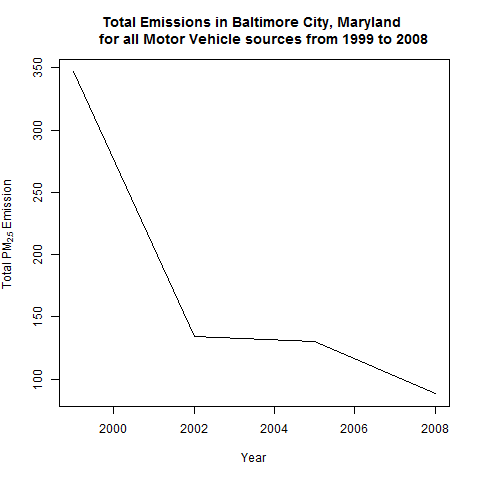 Total Emissions in Baltimore City, Maryland
for all Motor Vehicle sources from 1999 to 2008
Total PM2.5 Emission
350
300
250
200
150
100
2000 2002 2004 2006 2008
Year